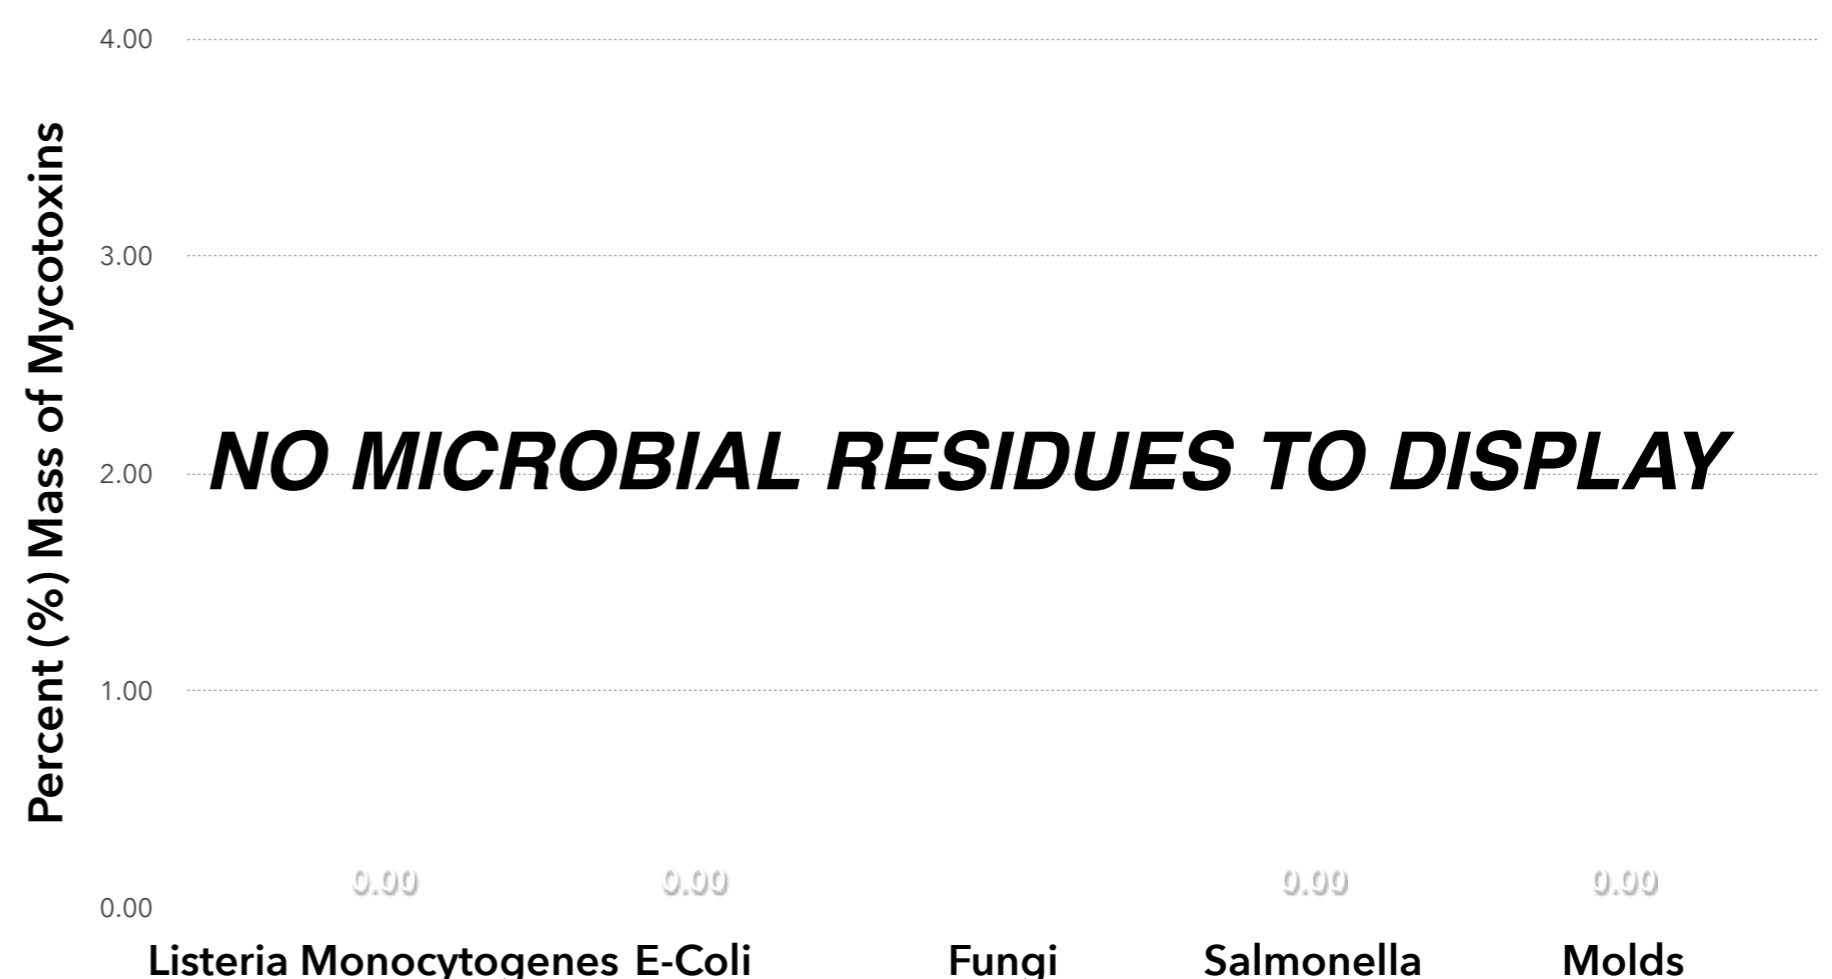 4.00
Percent (%) Mass of Mycotoxins
3.00
NO MICROBIAL RESIDUES TO DISPLAY
2.00
1.00
0.00 0.00 0.00 0.00
0.00
Listeria Monocytogenes E-Coli Fungi Salmonella Molds